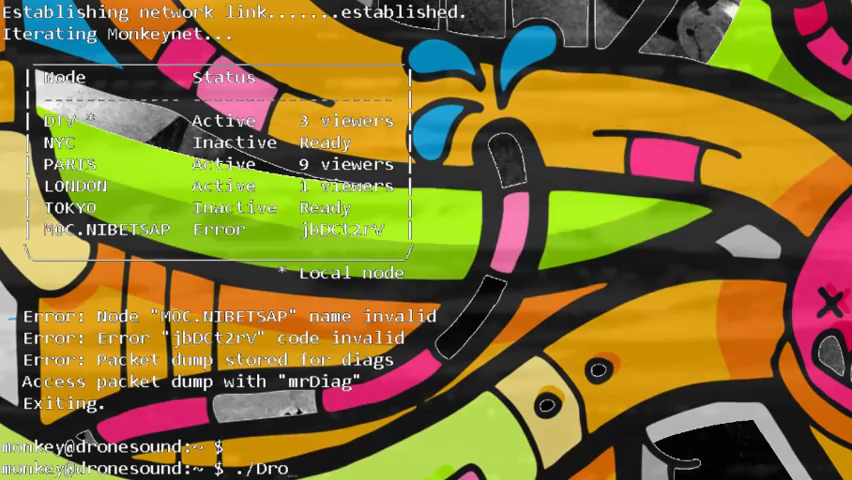 Establishing network link.......established.
Iterating Monkeynet...
Node Status
DTV * Active 3 viewers
NYC Inactive Ready
PARIS Active 9 viewers
LONDON Active 1 viewers
TOKYO Inactive Ready
MOC.NIBETSAP Error jbDCt2rV
* Local node
Error: Node "MOC.NIBETSAP" name invalid
Error: Error "jbDCt2rV" code invalid
Error: Packet dump stored for diags
Access packet dump with "mrDiag"
Exiting.
monkey@dronesound:~ $
monkey@dronesound:~ $ ./Dro_